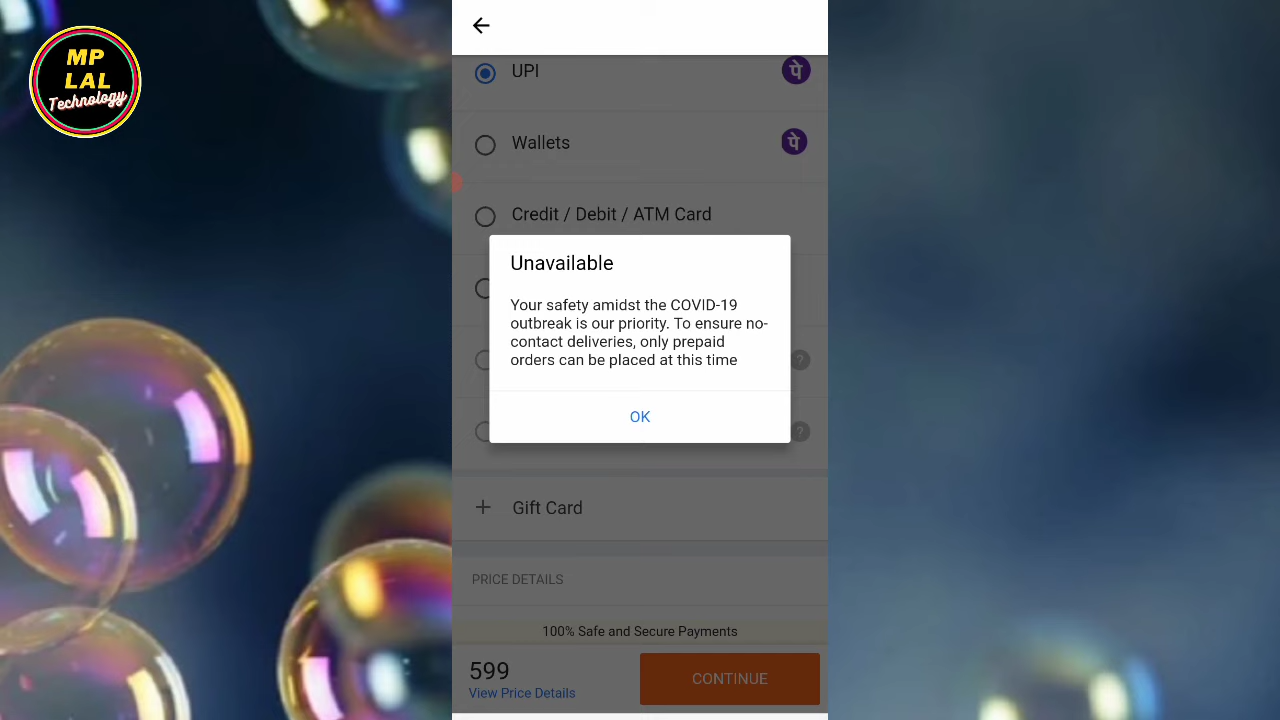 MP
LAL
Technology
UPI
पे
Wallets
पे
Credit / Debit / ATM Card
Unavailable
Your safety amidst the COVID-19
outbreak is our priority. To ensure no-
contact deliveries, only prepaid
orders can be placed at this time
?
OK
?
+ Gift Card
PRICE DETAILS
100% Safe and Secure Payments
599
View Price Details
CONTINUE